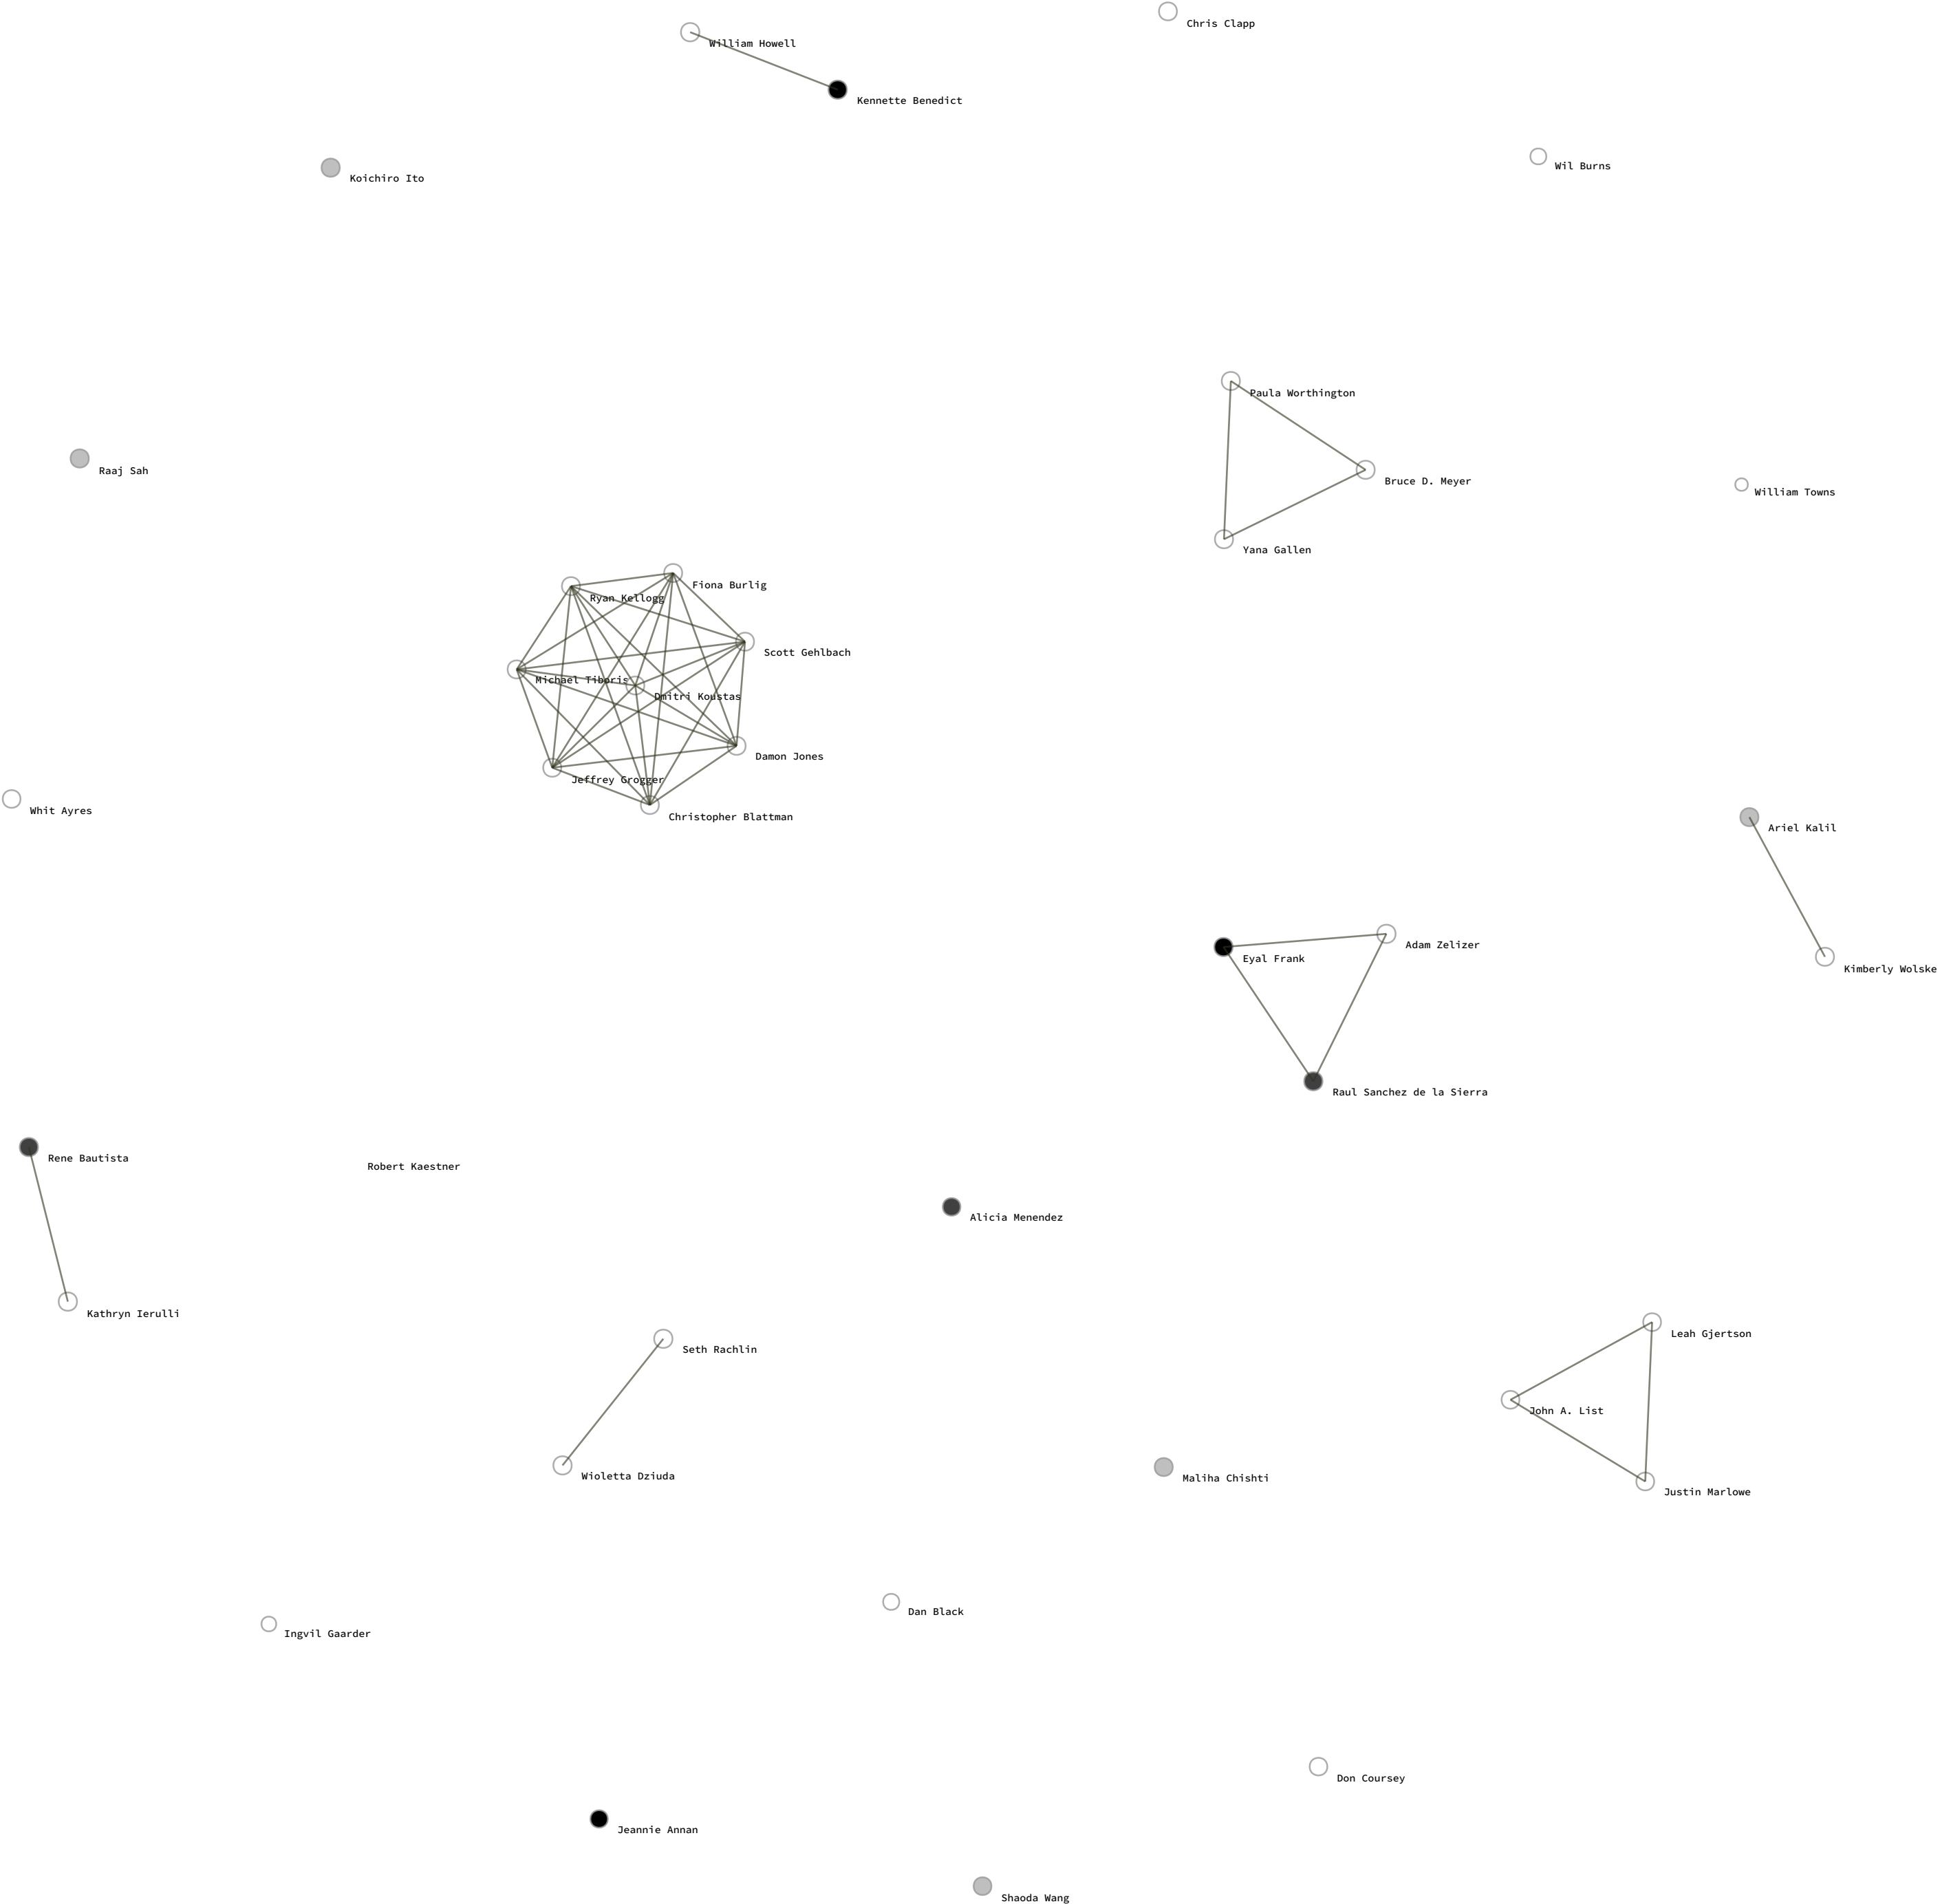 Chris Clapp
William Howell
Kennette Benedict
Wil Burns
Koichiro Ito
Paula Worthington
Raaj Sah
Bruce D. Meyer
William Towns
Yana Gallen
Fiona Burlig
Ryan Kellogg
Scott Gehlbach
Michael Tiboris
Dmitri Koustas
Damon Jones
Jeffrey Grogger
Whit Ayres
Christopher Blattman
Ariel Kalil
Adam Zelizer
Eyal Frank
Kimberly Wolske
Raul Sanchez de la Sierra
Rene Bautista
Robert Kaestner
Alicia Menendez
Kathryn Ierulli
Leah Gjertson
Seth Rachlin
John A. List
Wioletta Dziuda
Maliha Chishti
Justin Marlowe
Dan Black
Ingvil Gaarder
Don Coursey
Jeannie Annan
Shaoda Wang